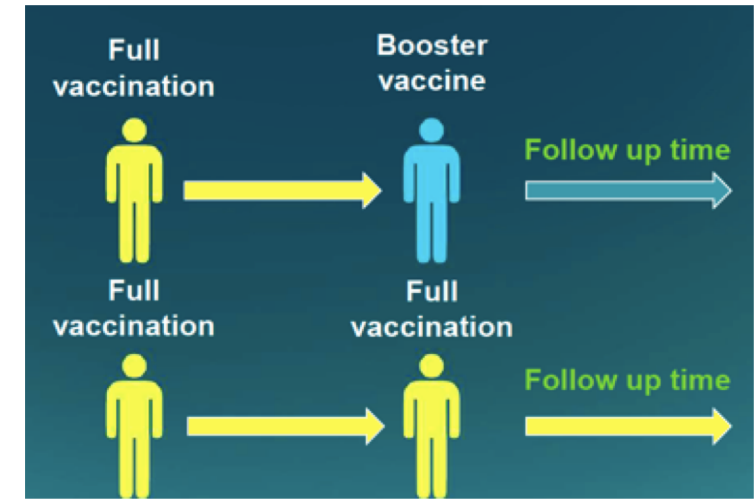 Full
vaccination
Booster
vaccine
Follow up time
Full
vaccination
Full
vaccination
Follow up time